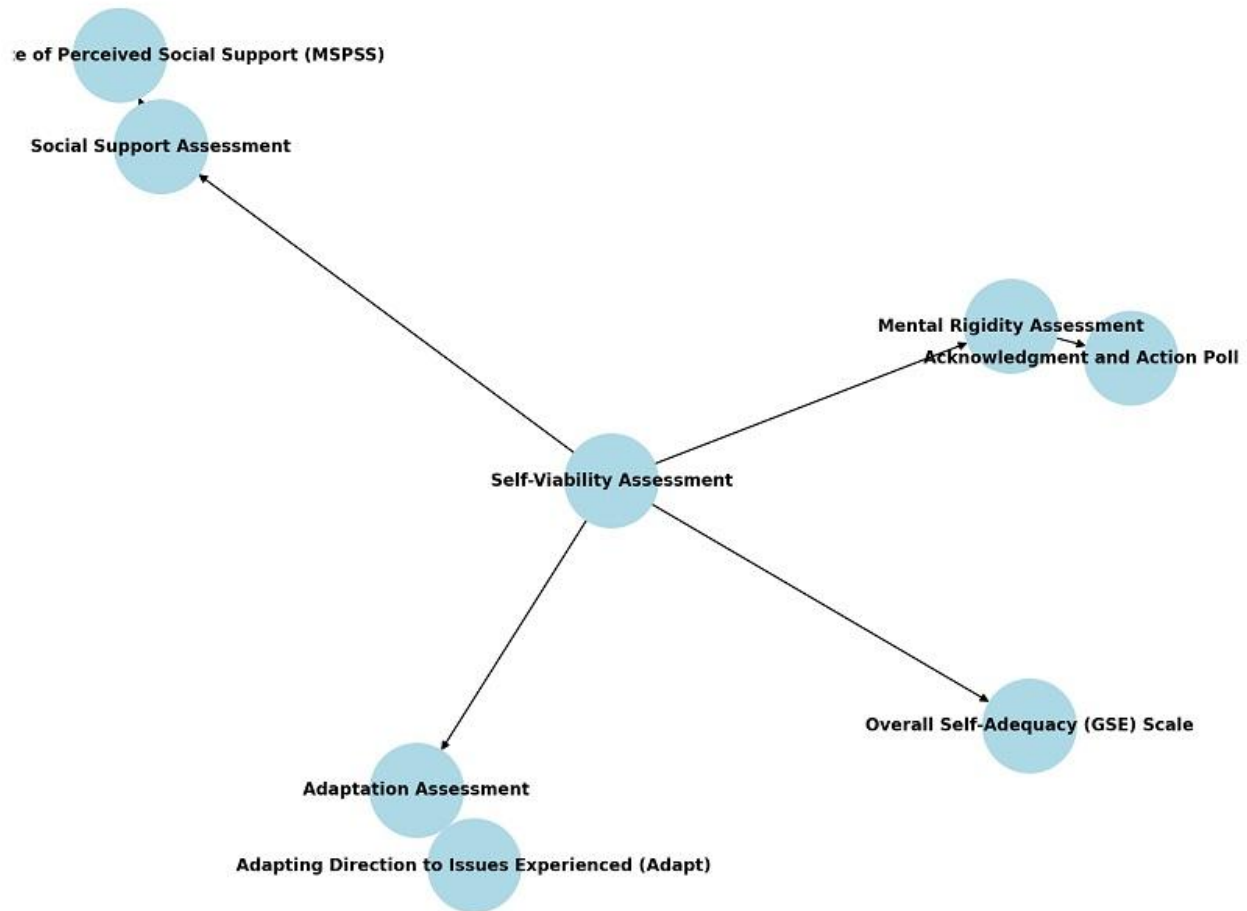 e of Perceived Social Support (MSPSS)
Social Support Assessment
Mental Rigidity Assessment
Acknowledgment and Action Poll
Self-Viability Assessment
Overall Self-Adequacy (GSE) Scale
Adaptation Assessment
Adapting Direction to Issues Experienced (Adapt)